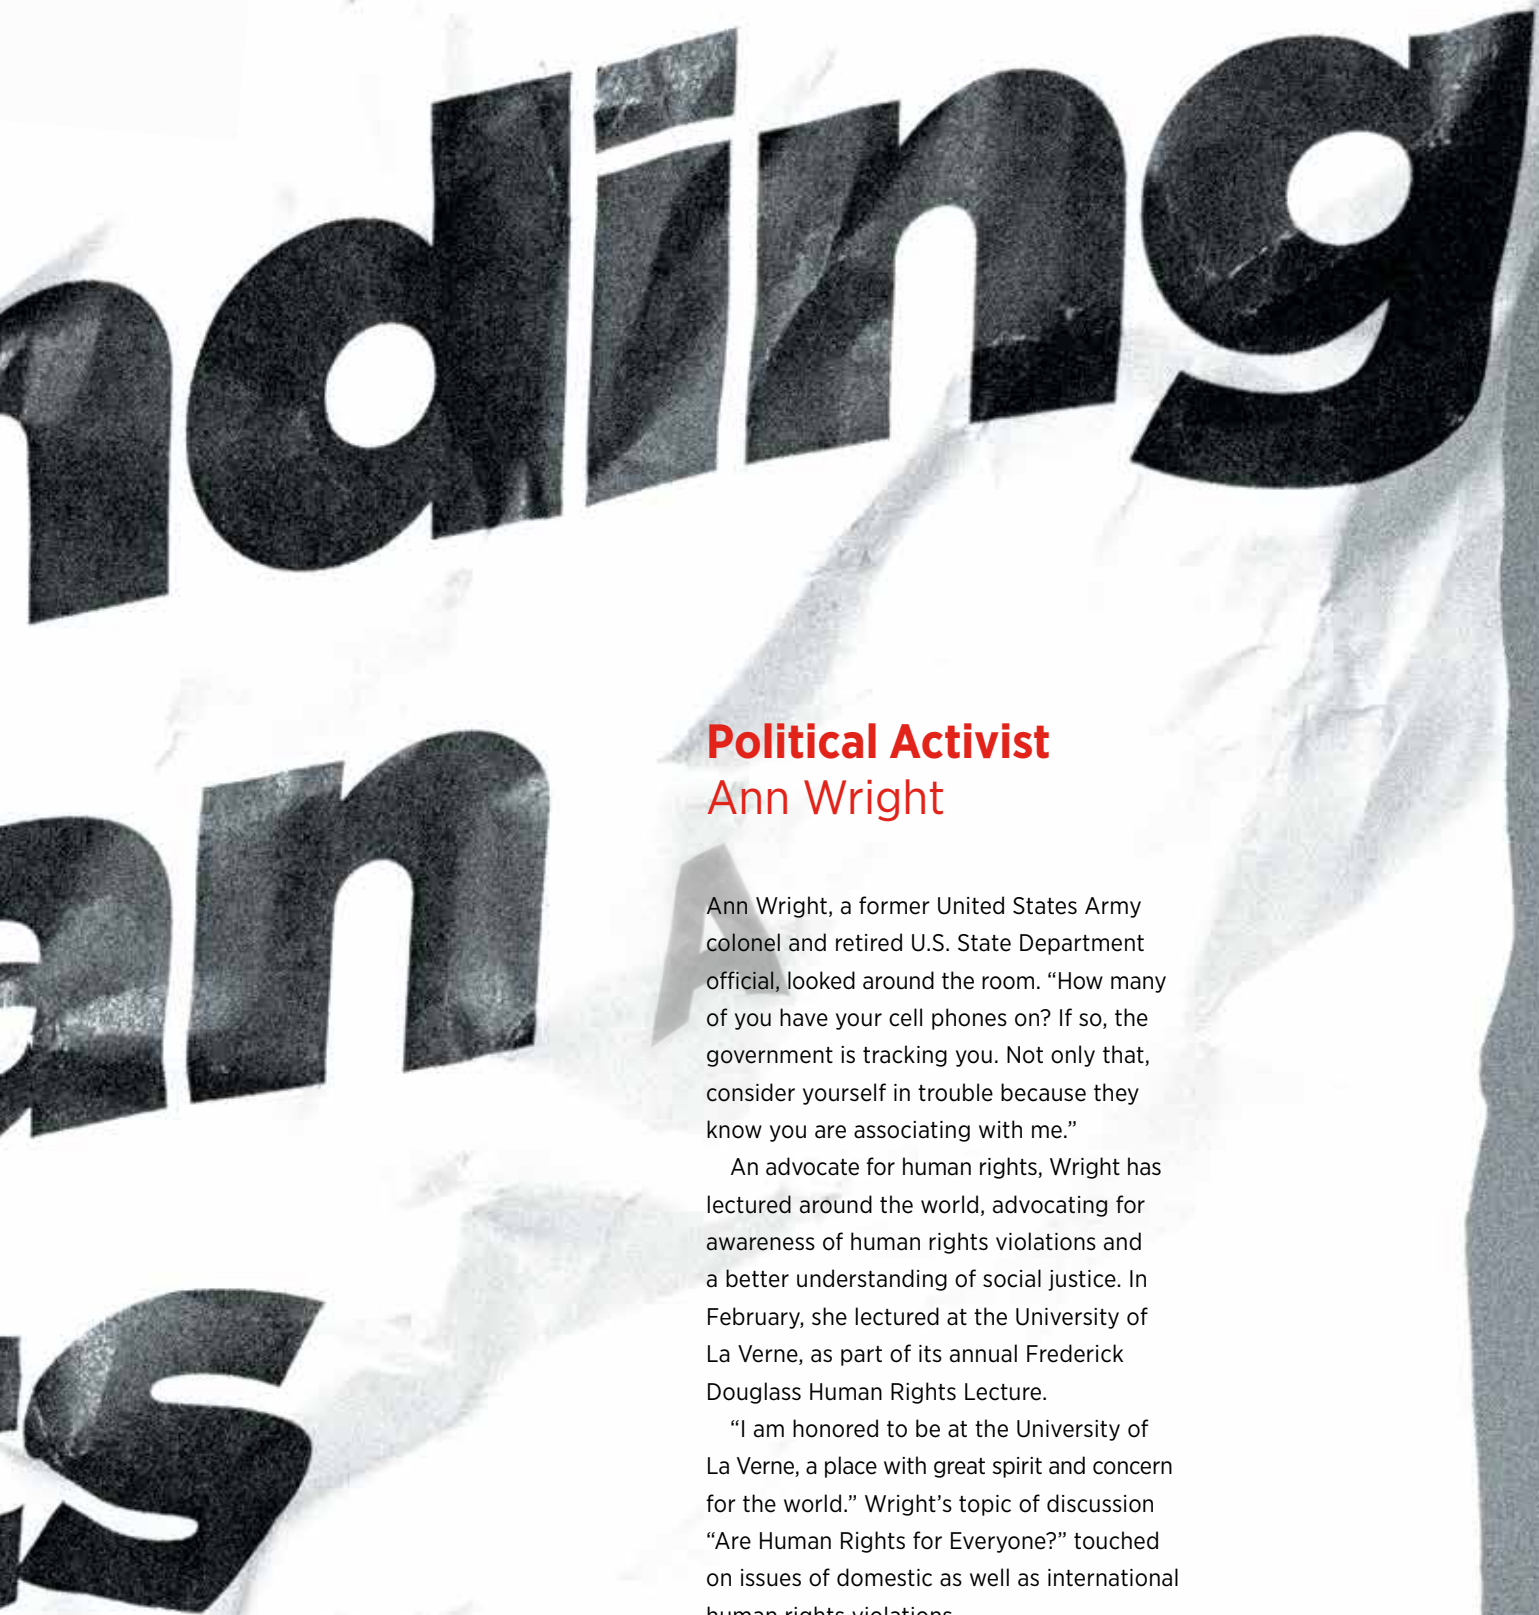 nding
an
s
Political Activist
Ann Wright
A
Ann Wright, a former United States Army
colonel and retired U.S. State Department
official, looked around the room. “How many
of you have your cell phones on? If so, the
government is tracking you. Not only that,
consider yourself in trouble because they
know you are associating with me.”
An advocate for human rights, Wright has
lectured around the world, advocating for
awareness of human rights violations and
a better understanding of social justice. In
February, she lectured at the University of
La Verne, as part of its annual Frederick
Douglass Human Rights Lecture.
“I am honored to be at the University of
La Verne, a place with great spirit and concern
for the world.” Wright’s topic of discussion
“Are Human Rights for Everyone?” touched
on issues of domestic as well as international
human rights violations.